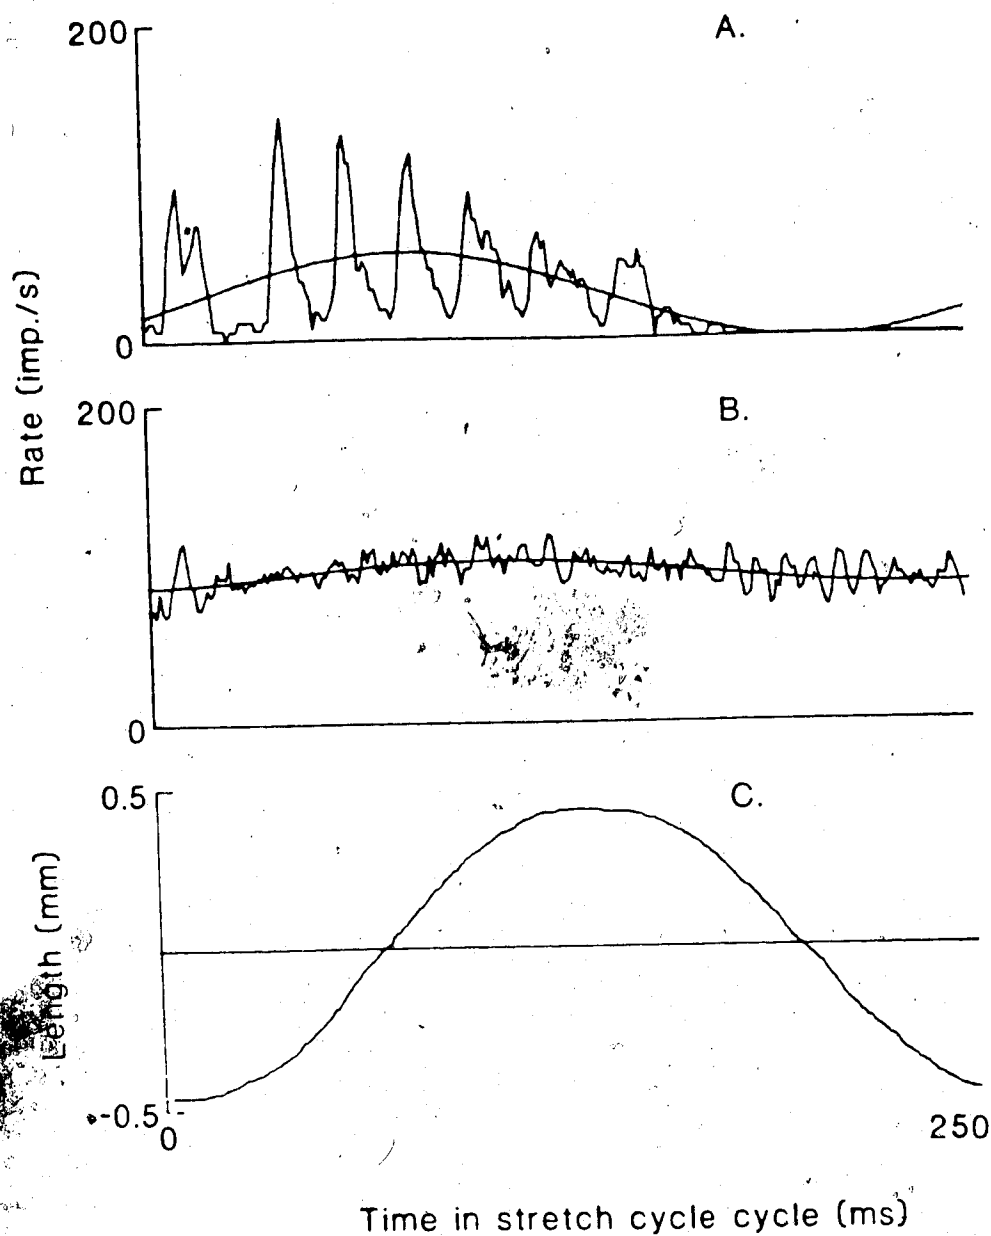 200
A.
Rate (imp./s)
0
200
B.
0
0.5
C.
Length (mm)
-0.5
0
250
Time in stretch cycle cycle (ms)